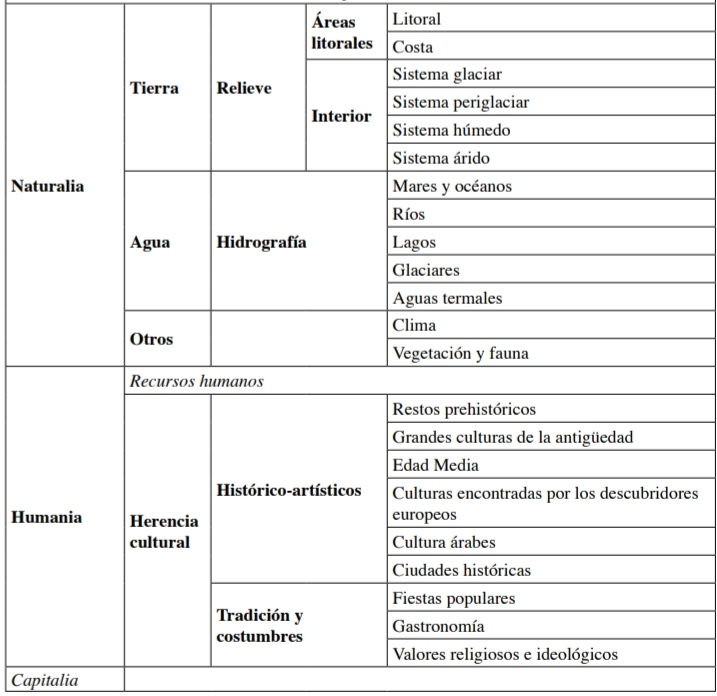 Naturalia
Tierra
Relieve
Áreas
litorales
Litoral
Costa
Interior
Sistema glaciar
Sistema periglaciar
Sistema húmedo
Sistema árido
Agua
Hidrografía
Mares y océanos
Ríos
Lagos
Glaciares
Aguas termales
Otros
Clima
Vegetación y fauna
Humania
Recursos humanos
Herencia
cultural
Histórico-artísticos
Restos prehistóricos
Grandes culturas de la antigüedad
Edad Media
Culturas encontradas por los descubridores
europeos
Cultura árabes
Ciudades históricas
Tradición y
costumbres
Fiestas populares
Gastronomía
Valores religiosos e ideológicos
Capitalia